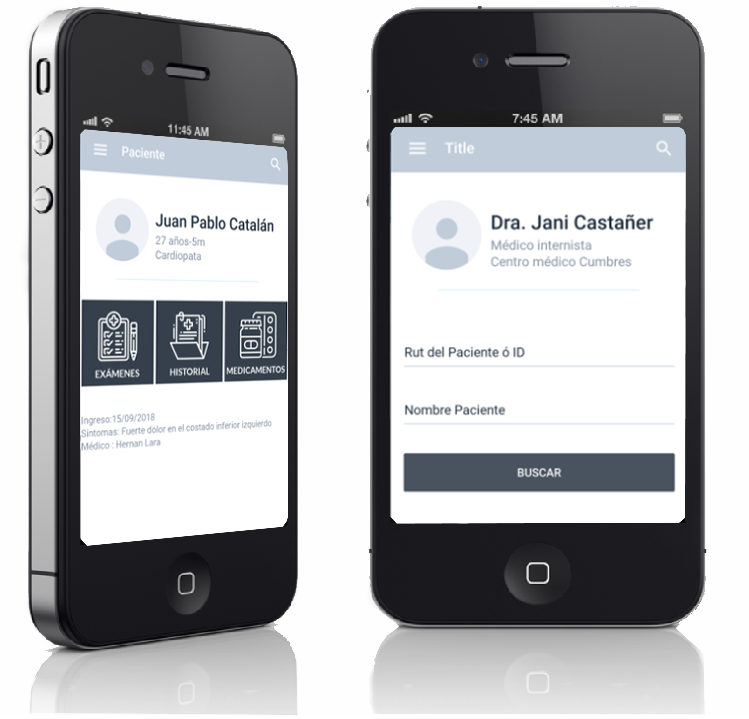 11:45 AM
Paciente
Juan Pablo Catalán
27 años-5m
Cardiopata
EXÁMENES
HISTORIAL
MEDICAMENTOS
Ingreso:15/09/2018
Sintomas: Fuerte dolor en el costado inferior izquierdo
Médico : Hernan Lara
7:45 AM
Title
Dra. Jani Castañer
Médico internista
Centro médico Cumbres
Rut del Paciente ó ID
Nombre Paciente
BUSCAR